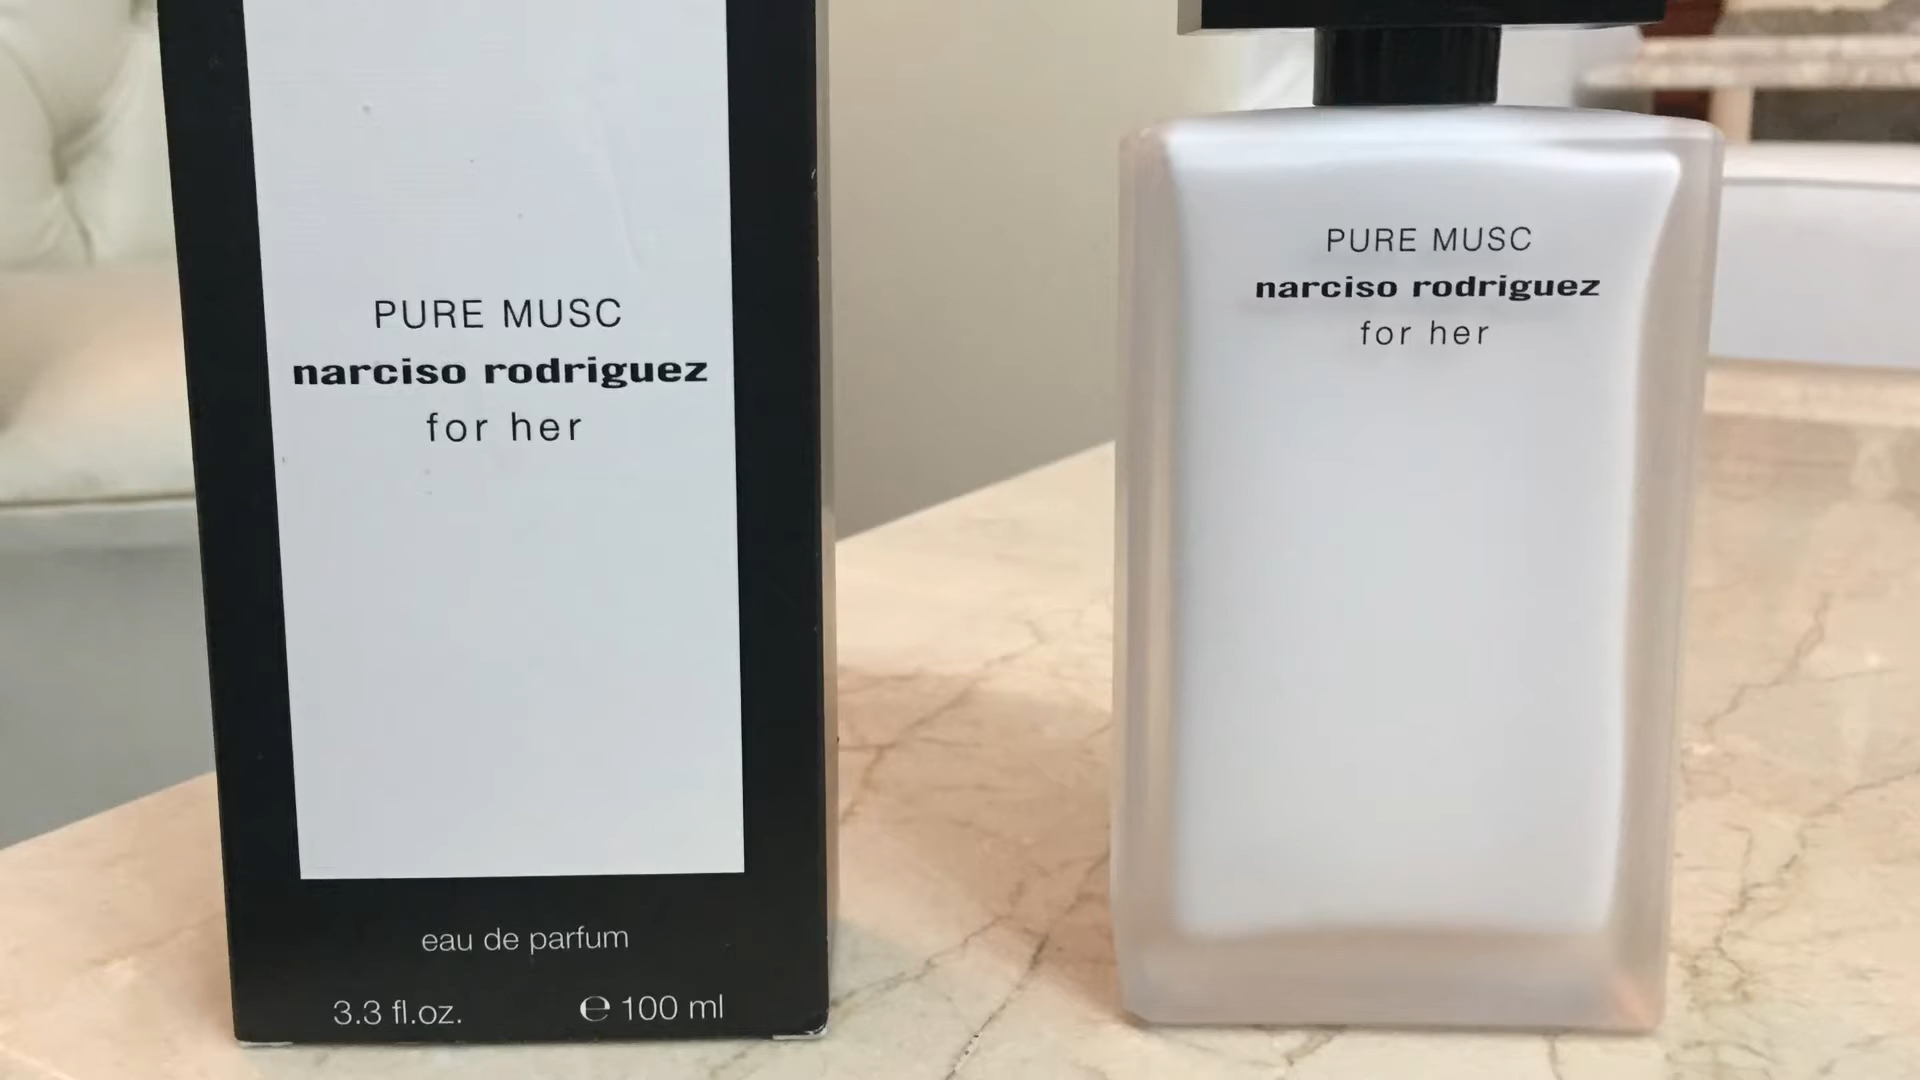 PURE MUSC
narciso rodriguez
for her
eau de parfum
3.3 fl.oz. ℮ 100 ml
PURE MUSC
narciso rodriguez
for her